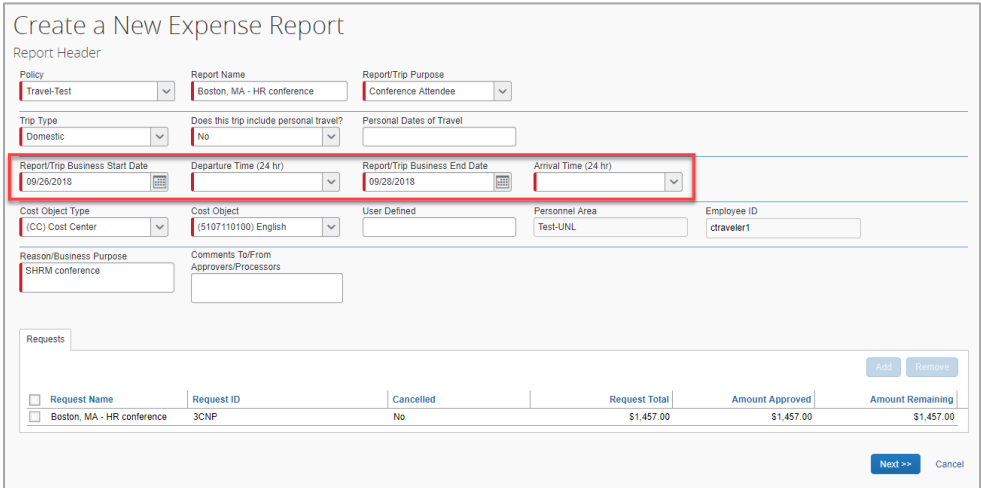 Create a New Expense Report
Report Header
Policy Report Name Report/Trip Purpose
Travel-Test Boston, MA - HR conference Conference Attendee
Trip Type Does this trip include personal travel? Personal Dates of Travel
Domestic No
Report/Trip Business Start Date Departure Time (24 hr) Report/Trip Business End Date Arrival Time (24 hr)
09/26/2018 09/28/2018
Cost Object Type Cost Object User Defined Personnel Area Employee ID
(CC) Cost Center (5107110100) English Test-UNL ctraveler1
Reason/Business Purpose Comments To/From
Approvers/Processors
SHRM conference
Requests
Add Remove
Request Name Request ID Cancelled Request Total Amount Approved Amount Remaining
Boston, MA - HR conference 3CNP No $1,457.00 $1,457.00 $1,457.00
Next >> Cancel